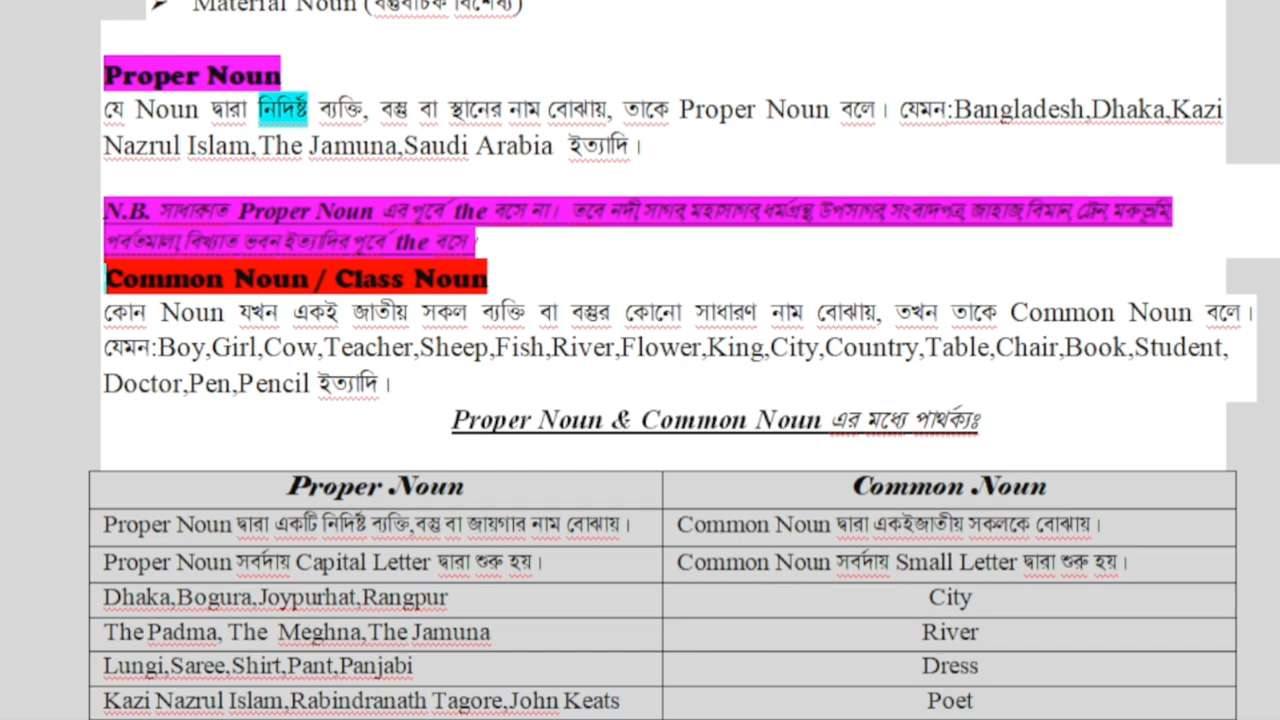 ➢ Material Noun (বস্তুবাচক বিশেষ্য)
Proper Noun
যে Noun দ্বারা নিদির্ষ্ট ব্যক্তি, বস্তু বা স্থানের নাম বোঝায়, তাকে Proper Noun বলে। যেমন:Bangladesh,Dhaka,Kazi
Nazrul Islam,The Jamuna,Saudi Arabia ইত্যাদি।
N.B. সাধারনত Proper Noun এর পূর্বে the বসে না। তবে নদী, সাগর, মহাসাগর, ধর্মগ্রন্থ, উপসাগর, সংবাদপত্র, জাহাজ, বিমান, ট্রেন, মরুভূমি,
পর্বতমালা, বিখ্যাত ভবন ইত্যাদির পূর্বে the বসে।
Common Noun / Class Noun
কোন Noun যখন একই জাতীয় সকল ব্যক্তি বা বস্তুর কোনো সাধারণ নাম বোঝায়, তখন তাকে Common Noun বলে।
যেমন:Boy,Girl,Cow,Teacher,Sheep,Fish,River,Flower,King,City,Country,Table,Chair,Book,Student,
Doctor,Pen,Pencil ইত্যাদি।
Proper Noun & Common Noun এর মধ্যে পার্থক্যঃ
Proper Noun Common Noun
Proper Noun দ্বারা একটি নিদির্ষ্ট ব্যক্তি,বস্তু বা জায়গার নাম বোঝায়। Common Noun দ্বারা একইজাতীয় সকলকে বোঝায়।
Proper Noun সর্বদায় Capital Letter দ্বারা শুরু হয়। Common Noun সর্বদায় Small Letter দ্বারা শুরু হয়।
Dhaka,Bogura,Joypurhat,Rangpur City
The Padma, The Meghna,The Jamuna River
Lungi,Saree,Shirt,Pant,Panjabi Dress
Kazi Nazrul Islam,Rabindranath Tagore,John Keats Poet